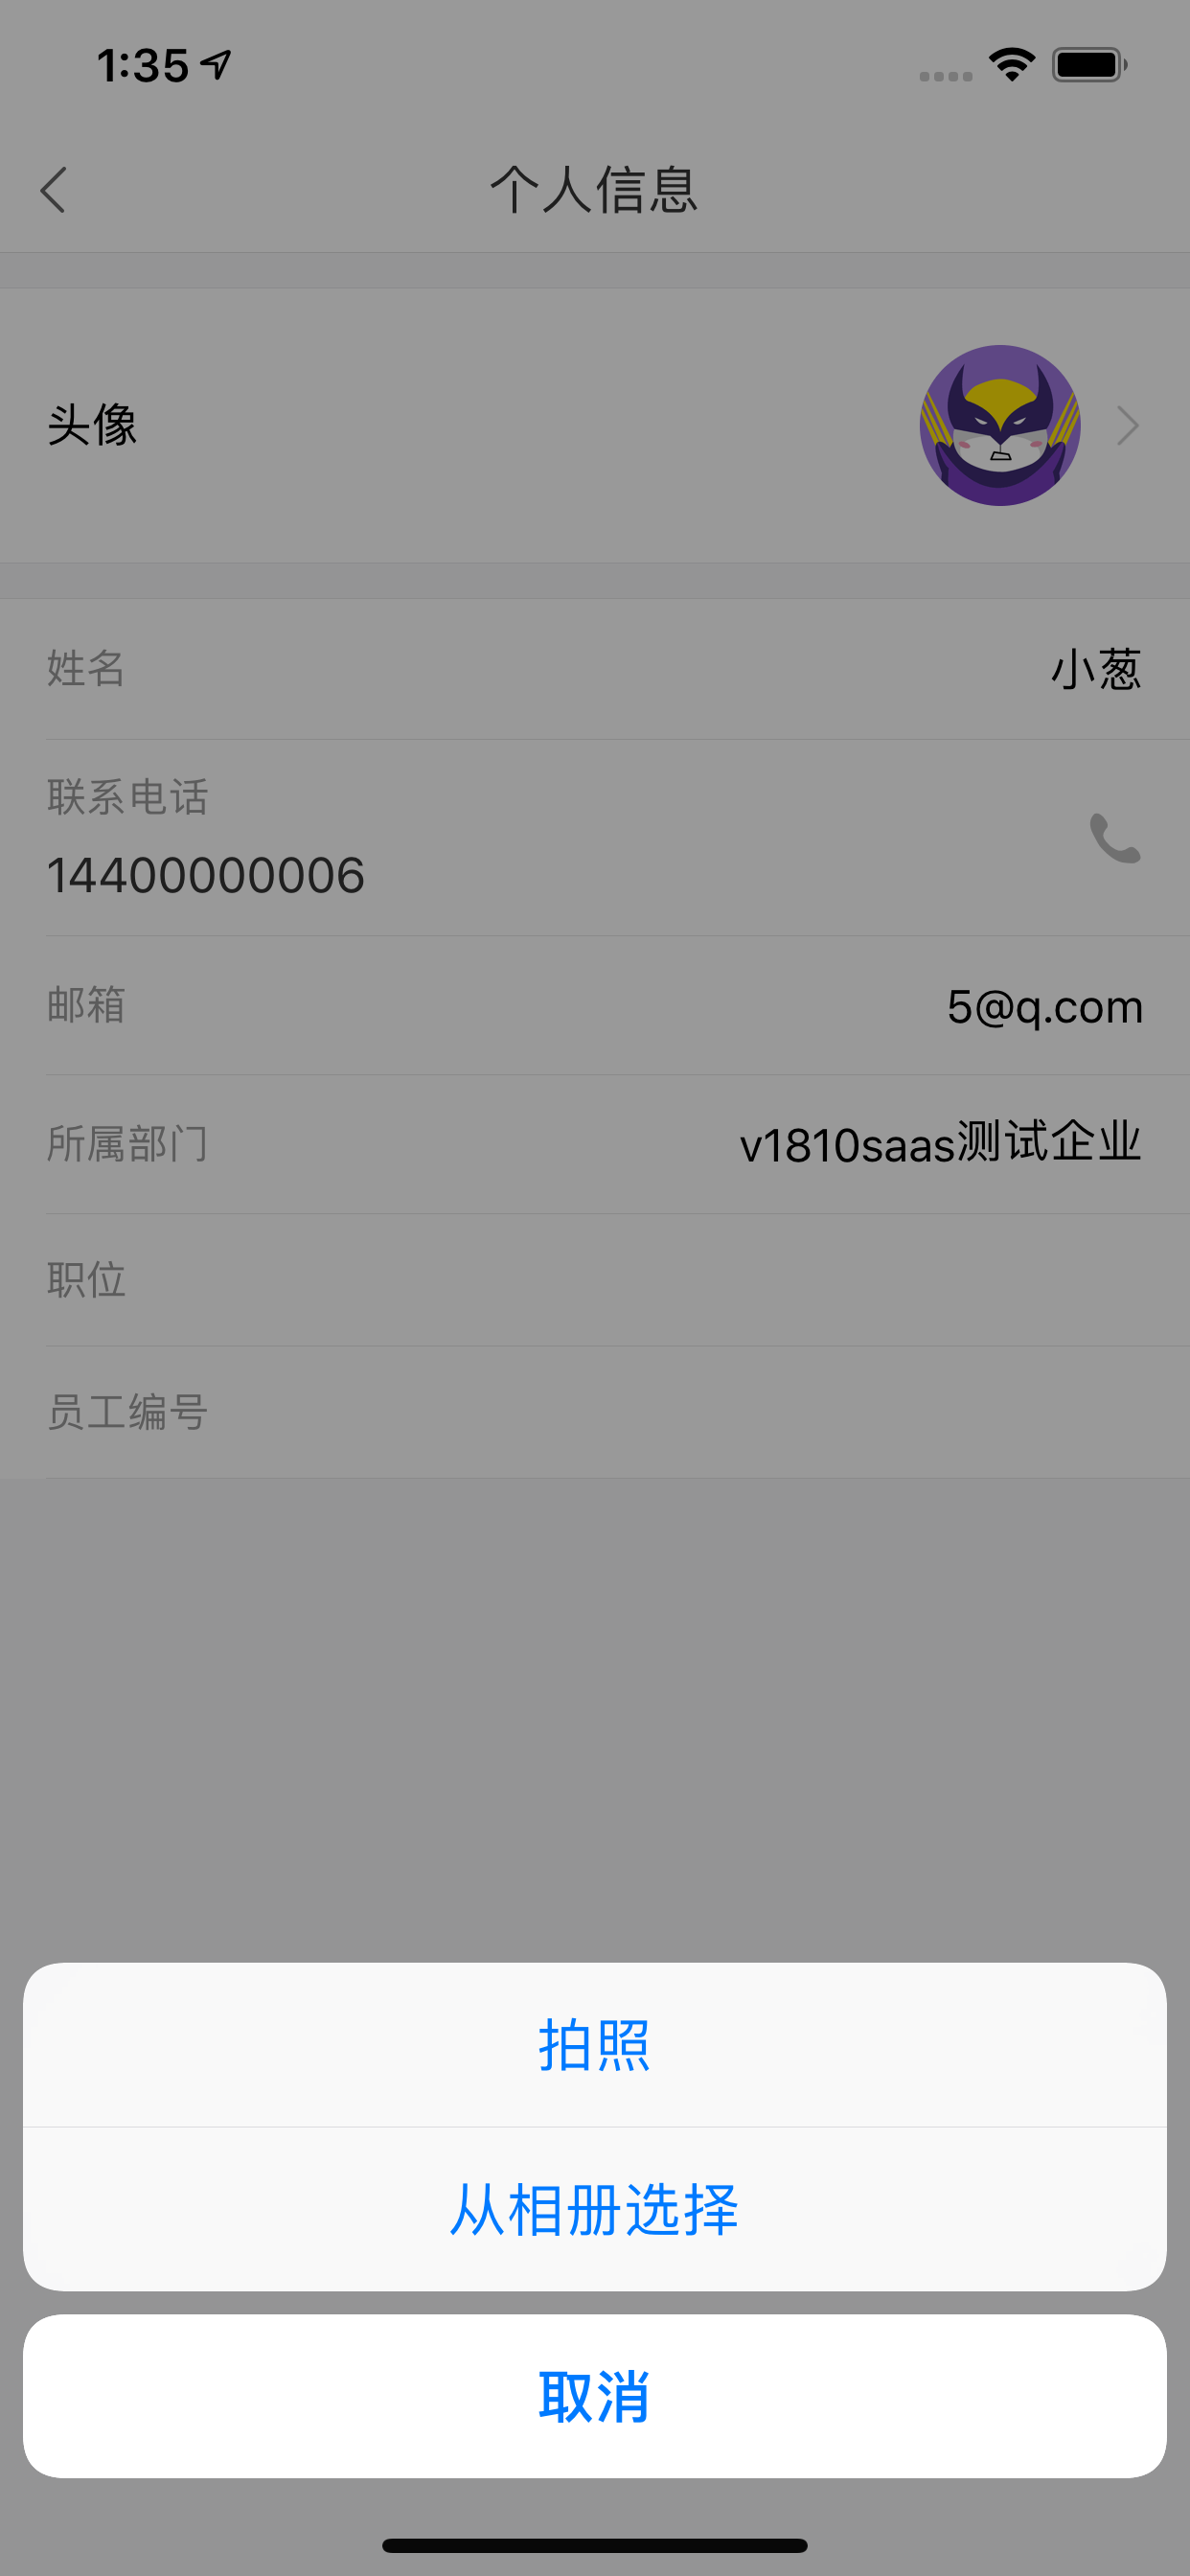 1:35
个人信息
头像
姓名
小葱
联系电话
14400000006
邮箱
5@q.com
所属部门
v1810saas测试企业
职位
员工编号
拍照
从相册选择
取消